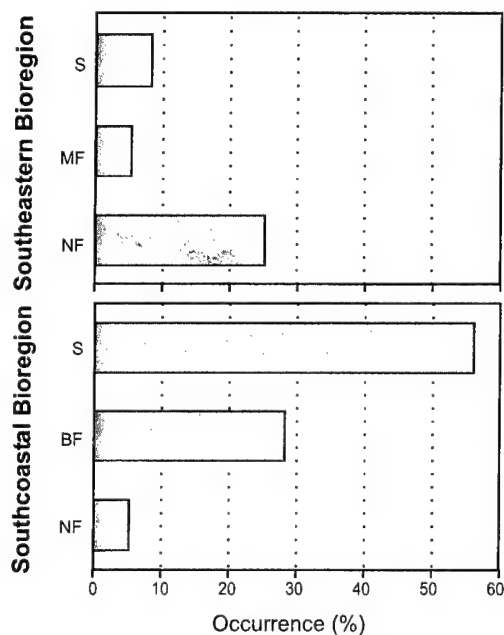 Southeastern Bioregion
S
MF
NF
Southcoastal Bioregion
S
BF
NF
0 10 20 30 40 50 60
Occurrence (%)